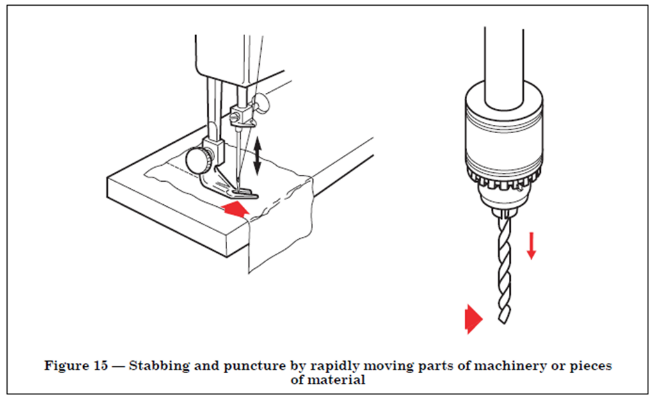 Figure 15 — Stabbing and puncture by rapidly moving parts of machinery or pieces
of material